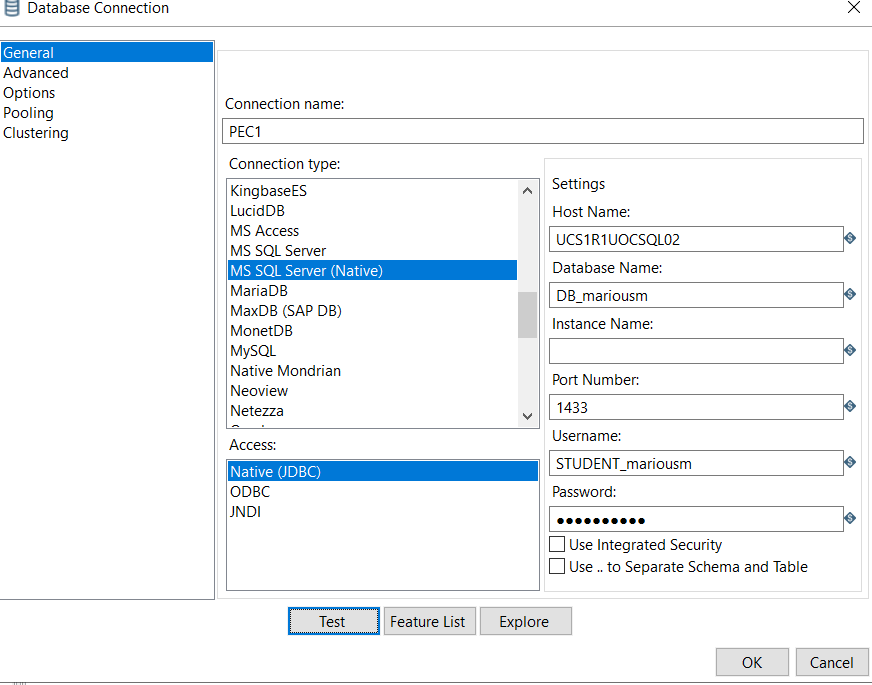 Database Connection
General
Advanced
Options
Pooling
Clustering
Connection name:
PEC1
Connection type:
KingbaseES
LucidDB
MS Access
MS SQL Server
MS SQL Server (Native)
MariaDB
MaxDB (SAP DB)
MonetDB
MySQL
Native Mondrian
Neoview
Netezza
Access:
Native (JDBC)
ODBC
JNDI
Settings
Host Name:
UCS1R1UOCSQL02
Database Name:
DB_mariousm
Instance Name:
Port Number:
1433
Username:
STUDENT_mariousm
Password:
●●●●●●●●●●
Use Integrated Security
Use .. to Separate Schema and Table
Test
Feature List
Explore
OK
Cancel